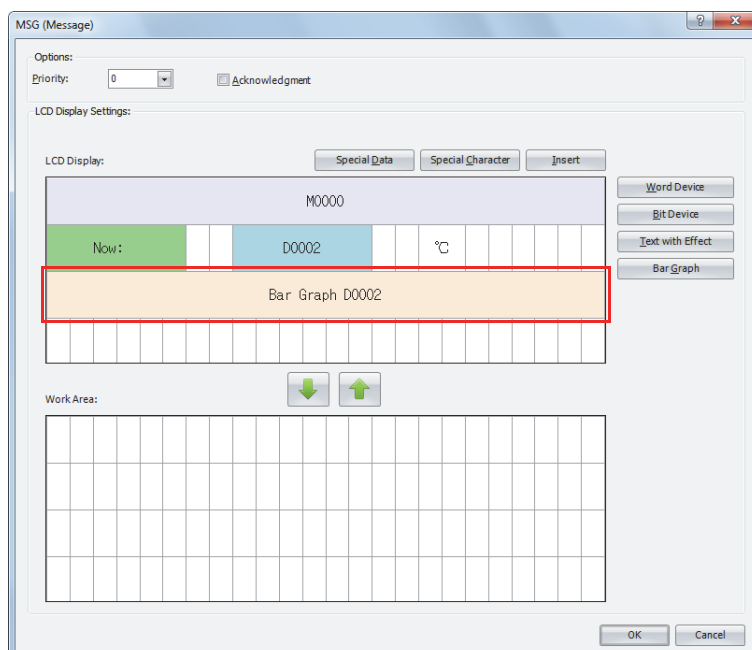 MSG (Message)
Options:
Priority: 0 Acknowledgment
LCD Display Settings:
LCD Display: Special Data Special Character Insert
M0000
Word Device
Bit Device
Now: D0002 ℃
Text with Effect
Bar Graph
Bar Graph D0002
Work Area:
OK Cancel